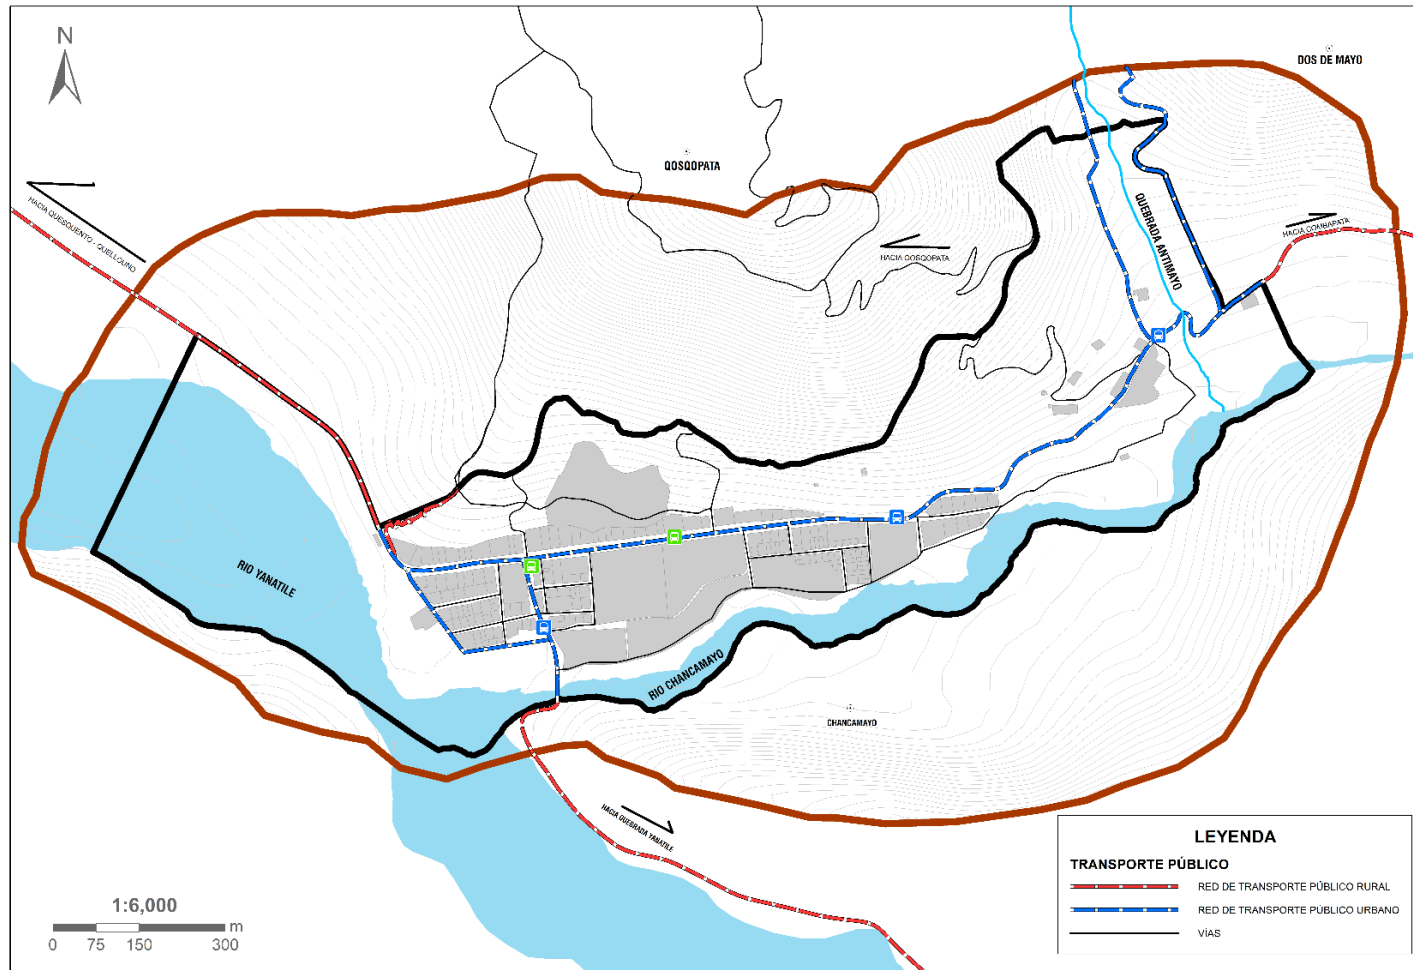 N
DOS DE MAYO
QOSQOPATA
HACIA QUESQUENTO - QUELLOUNO
QUEBRADA ANTIMAYO
HACIA COMBAPATA
HACIA QOSQOPATA
RIO YANATILE
RIO CHANCAMAYO
CHANCAMAYO
HACIA QUEBRADA YANATILE
LEYENDA
TRANSPORTE PÚBLICO
RED DE TRANSPORTE PÚBLICO RURAL
RED DE TRANSPORTE PÚBLICO URBANO
VÍAS
1:6,000
m
0 75 150 300